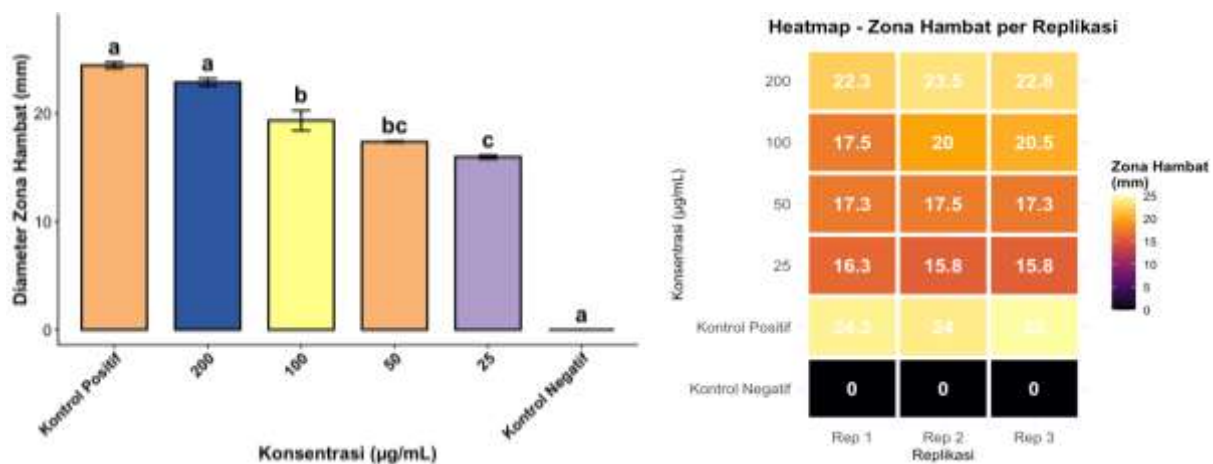 a
a
b
bc
c
a
20
10
0
Diameter Zona Hambat (mm)
Kontrol Positif
200
100
50
25
Kontrol Negatif
Konsentrasi (µg/mL)
Heatmap - Zona Hambat per Replikasi
200
22.3
23.5
22.8
100
17.5
20
20.5
50
17.3
17.5
17.3
25
16.3
15.8
15.8
Kontrol Positif
24.3
24
Kontrol Negatif
0
0
0
Konsentrasi (µg/mL)
Rep 1
Rep 2
Rep 3
Replikasi
Zona Hambat
(mm)
25
20
15
10
5
0